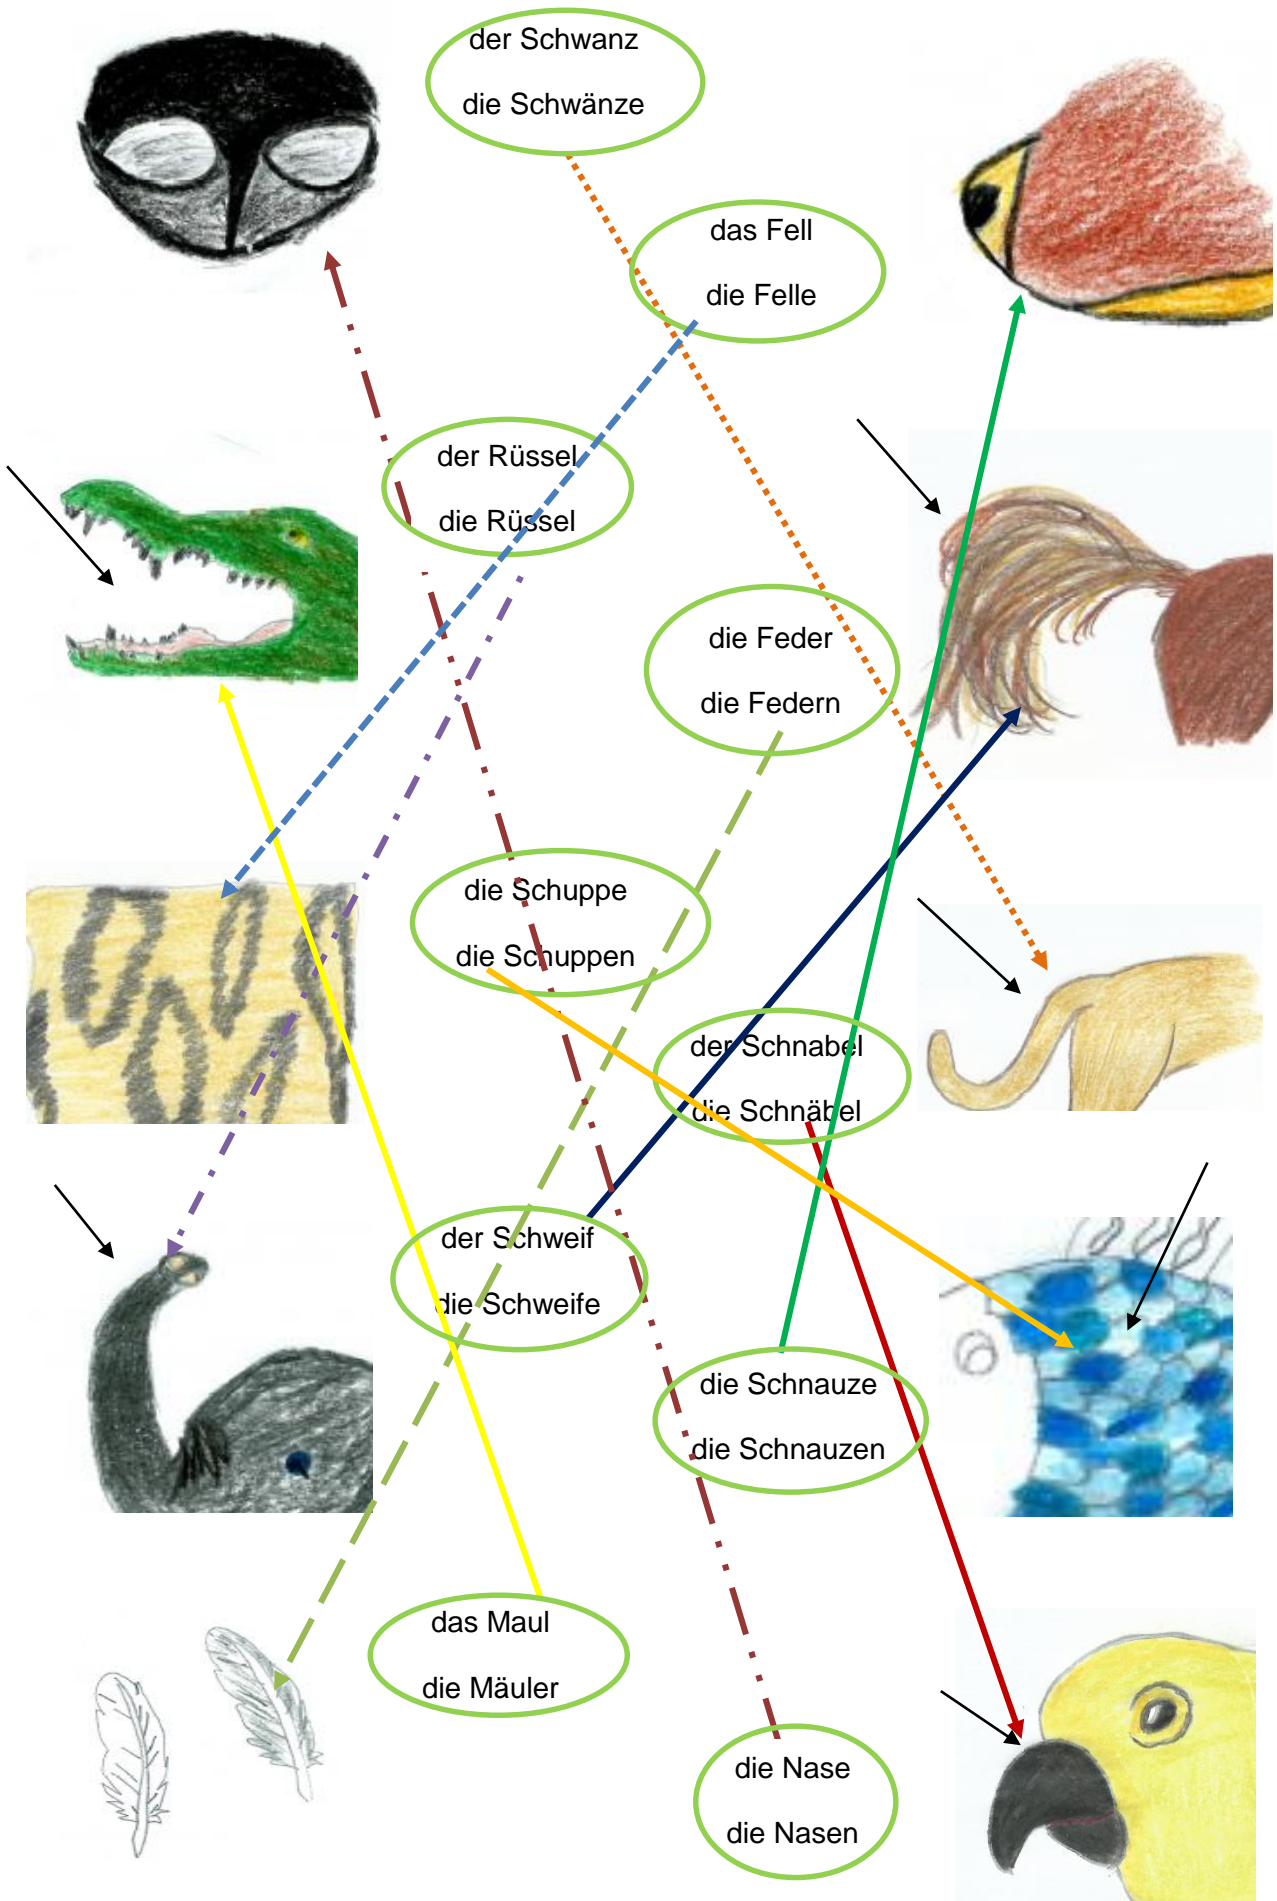 der Schwanz
die Schwänze
das Fell
die Felle
der Rüssel
die Rüssel
die Feder
die Federn
die Schuppe
die Schuppen
der Schnabel
die Schnäbel
der Schweif
die Schweife
die Schnauze
die Schnauzen
das Maul
die Mäuler
die Nase
die Nasen